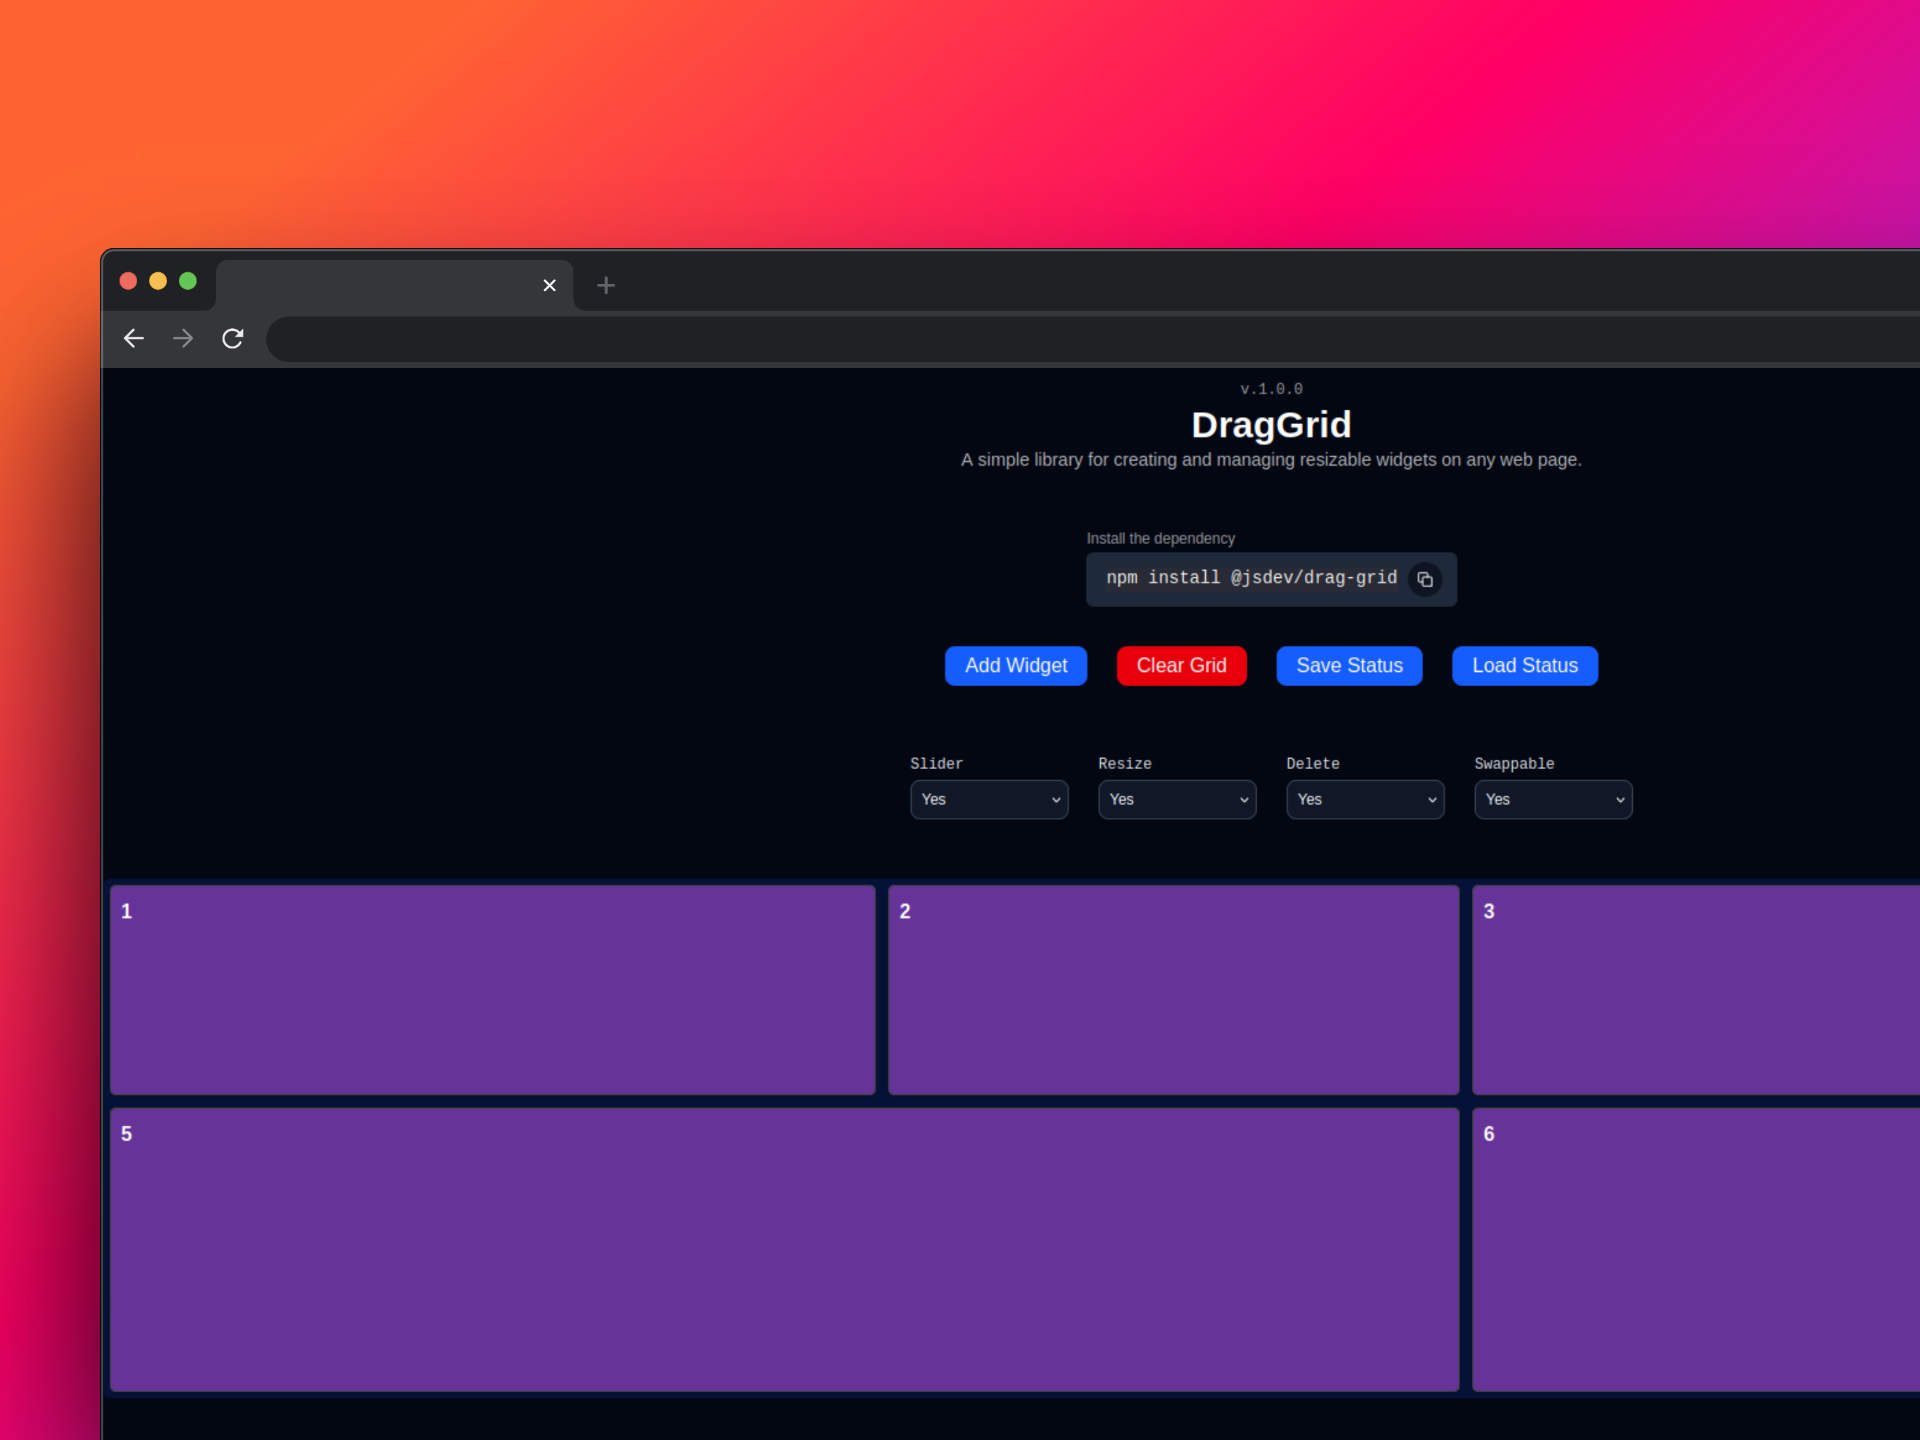 v.1.0.0
DragGrid
A simple library for creating and managing resizable widgets on any web page.
Install the dependency
npm install @jsdev/drag-grid
Add Widget Clear Grid Save Status Load Status
Slider Resize Delete Swappable
Yes Yes Yes Yes
1 2 3
5 6